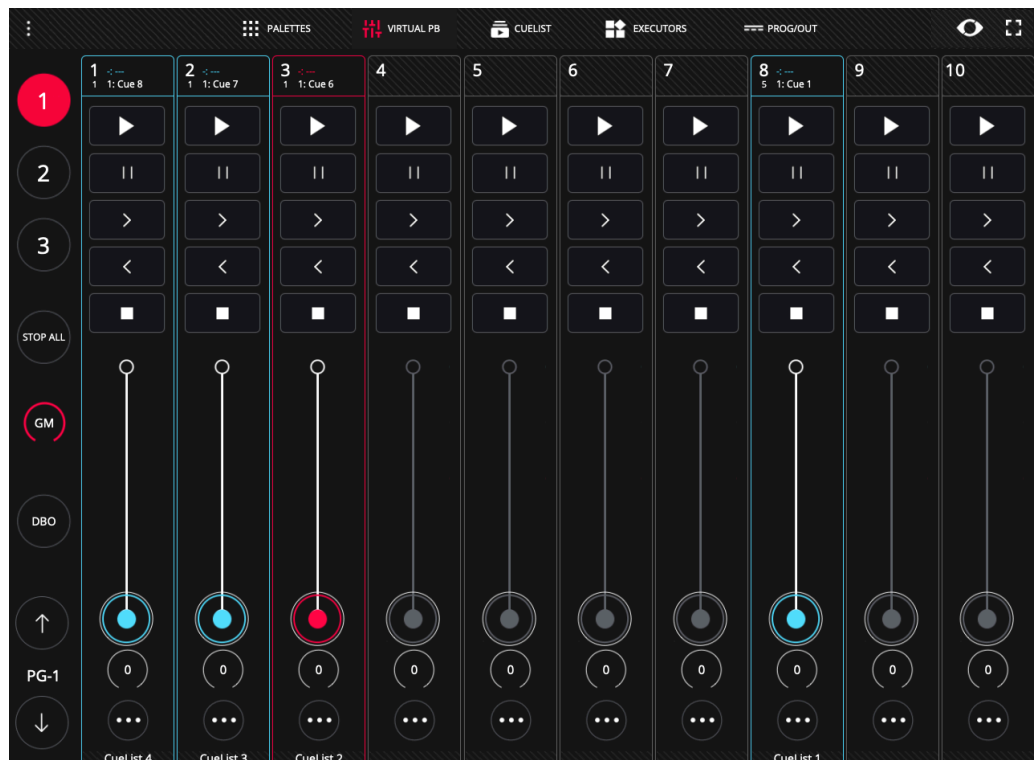 PALETTES VIRTUAL PB CUELIST EXECUTORS PROG/OUT
1 -: --- 2 -: --- 3 -: --- 4 5 6 7 8 -: --- 9 10
1 1: Cue 8 1 1: Cue 7 1 1: Cue 6 5 1: Cue 1
1
2
3
STOP ALL
GM
DBO
0 0 0 0 0 0 0 0 0 0
PG-1
CueList 4 CueList 3 CueList 2 CueList 1